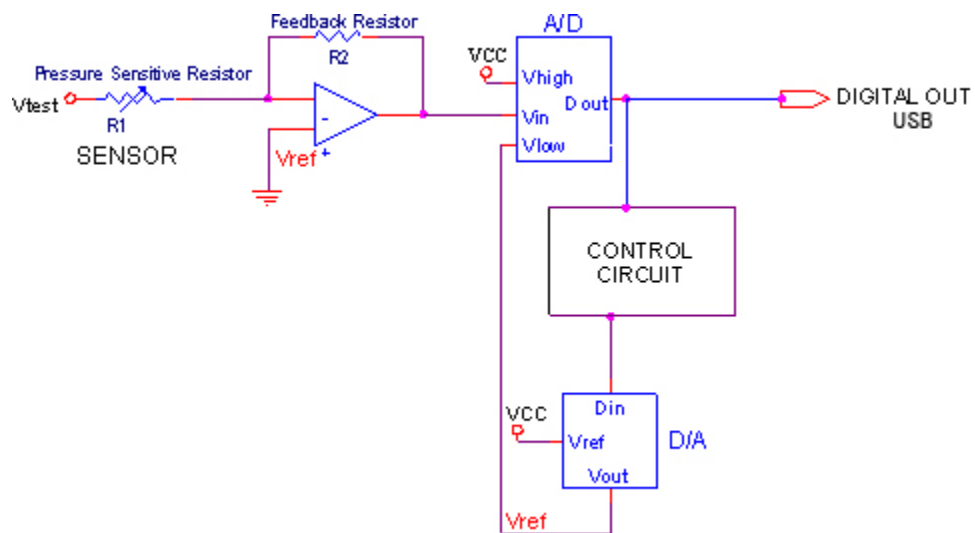 Feedback Resistor
R2
A/D
VCC
Vhigh
Pressure Sensitive Resistor
Vtest
R1
SENSOR
-
+
Vref
Vin
Vlow
D out
DIGITAL OUT
USB
CONTROL
CIRCUIT
VCC
Din
Vref
D/A
Vout
Vref